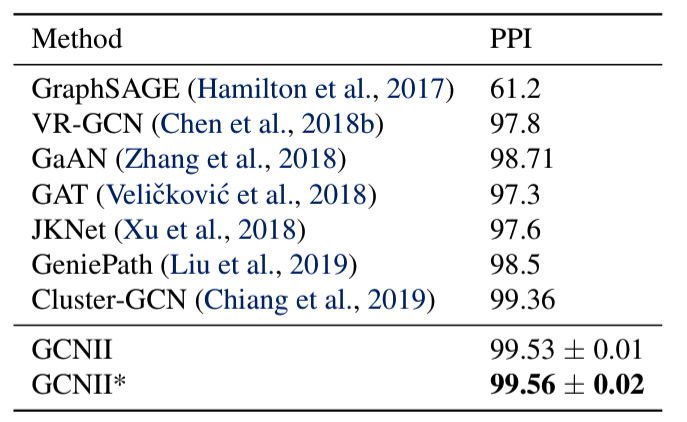 Method PPI
GraphSAGE (Hamilton et al., 2017) 61.2
VR-GCN (Chen et al., 2018b) 97.8
GaAN (Zhang et al., 2018) 98.71
GAT (Veličković et al., 2018) 97.3
JKNet (Xu et al., 2018) 97.6
GeniePath (Liu et al., 2019) 98.5
Cluster-GCN (Chiang et al., 2019) 99.36
GCNII 99.53 ± 0.01
GCNII* 99.56 ± 0.02